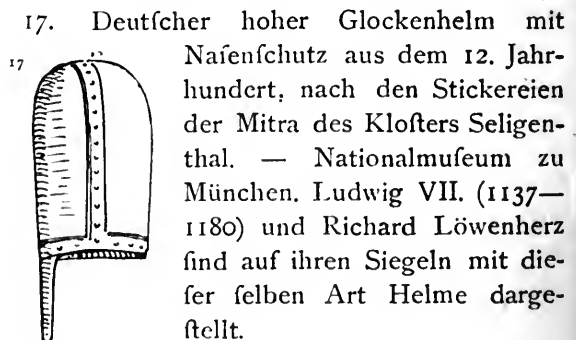 17. Deutſcher hoher Glockenhelm mit
17
Naſenſchutz aus dem 12. Jahr-
hundert, nach den Stickereien
der Mitra des Kloſters Seligen-
thal. — Nationalmuſeum zu
München. Ludwig VII. (1137—
1180) und Richard Löwenherz
ſind auf ihren Siegeln mit die-
ſer ſelben Art Helme darge-
ſtellt.